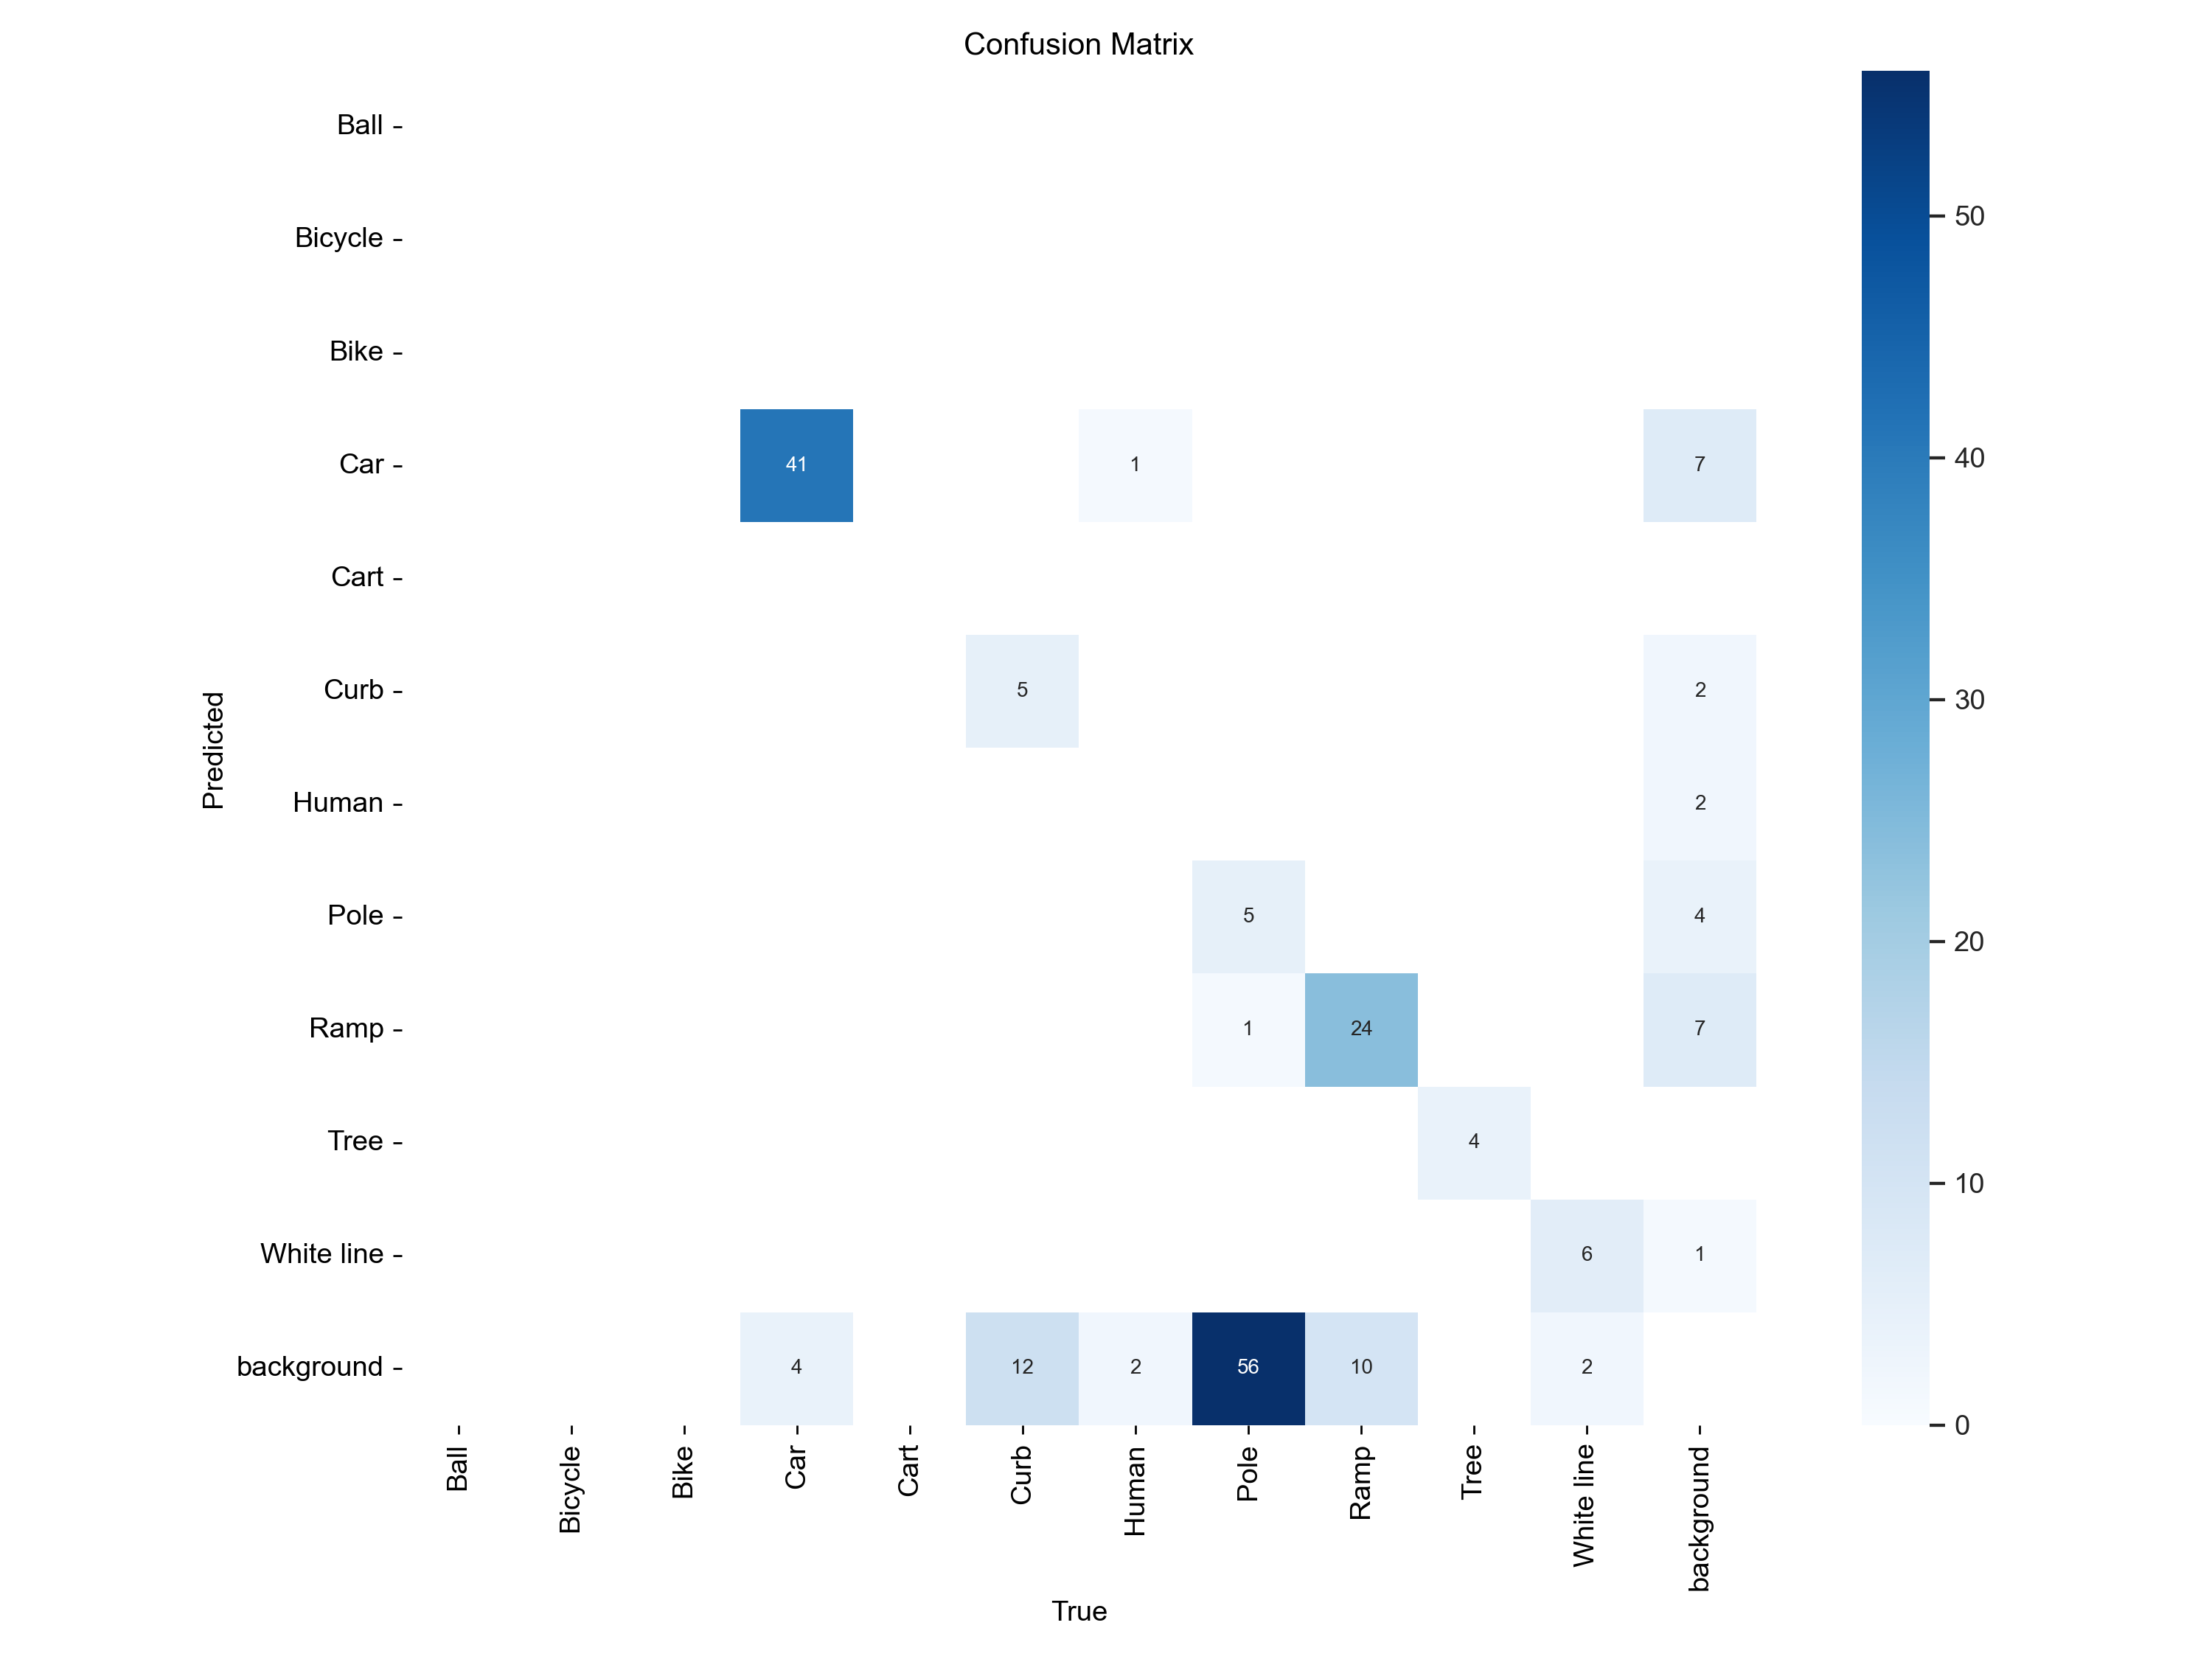 Confusion Matrix
Ball
Bicycle
Bike
Car 41 1 7
Cart
Curb 5 2
Human 2
Pole 5 4
Ramp 1 24 7
Tree 4
White line 6 1
background 4 12 2 56 10 2
Predicted
Ball Bicycle Bike Car Cart Curb Human Pole Ramp Tree White line background
True
50
40
30
20
10
0